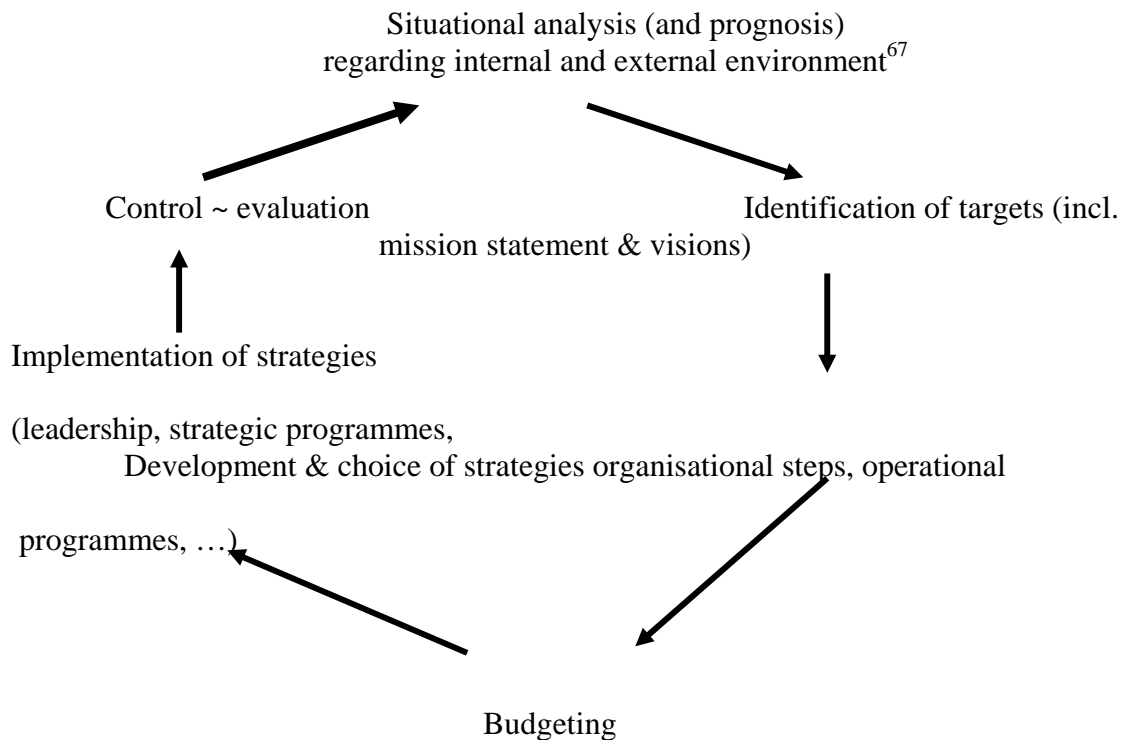 Situational analysis (and prognosis)
regarding internal and external environment67
Control ~ evaluation Identification of targets (incl.
mission statement & visions)
Implementation of strategies
(leadership, strategic programmes,
Development & choice of strategies organisational steps, operational
programmes, …)
Budgeting